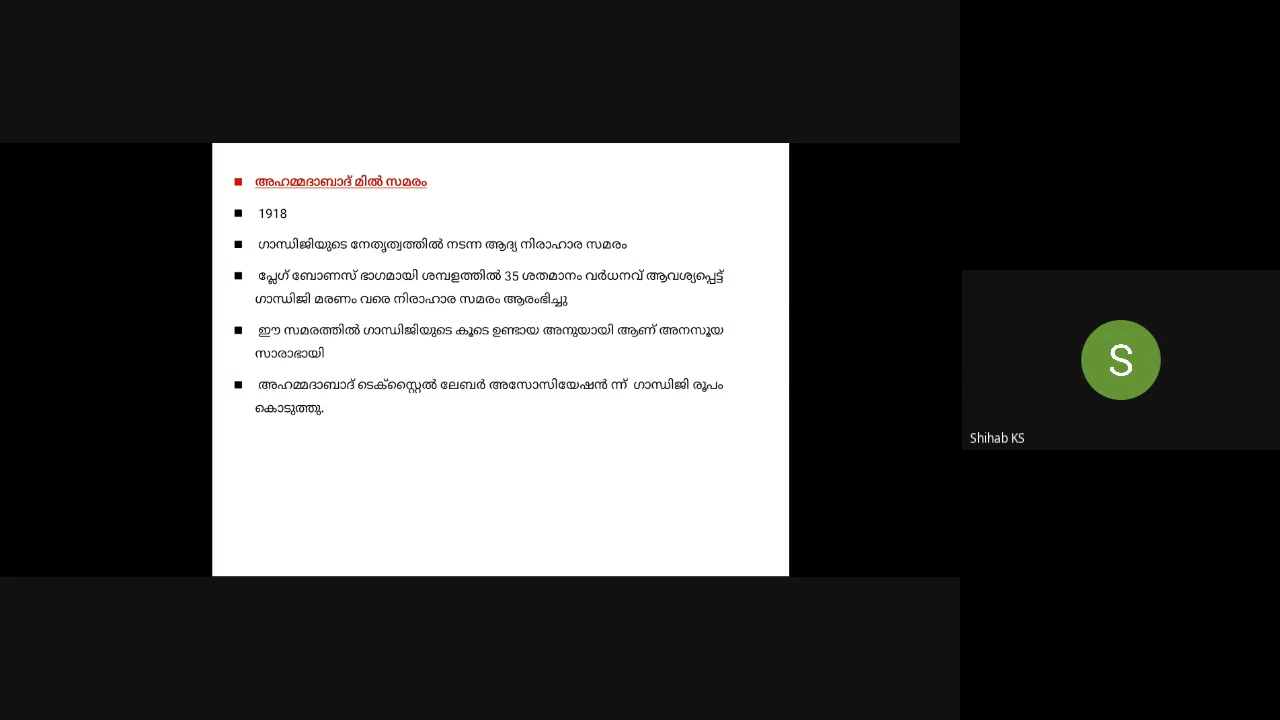 അഹമ്മദാബാദ് മിൽ സമരം
1918
ഗാന്ധിജിയുടെ നേതൃത്വത്തിൽ നടന്ന ആദ്യ നിരാഹാര സമരം
പ്ലേഗ് ബോണസ് ഭാഗമായി ശമ്പളത്തിൽ 35 ശതമാനം വർധനവ് ആവശ്യപ്പെട്ട്
ഗാന്ധിജി മരണം വരെ നിരാഹാര സമരം ആരംഭിച്ചു
ഈ സമരത്തിൽ ഗാന്ധിജിയുടെ കൂടെ ഉണ്ടായ അനുയായി ആണ് അനസൂയ
സാരാഭായി
അഹമ്മദാബാദ് ടെക്സ്റ്റൈൽ ലേബർ അസോസിയേഷൻ ന്ന് ഗാന്ധിജി രൂപം
കൊടുത്തു.
S
Shihab KS